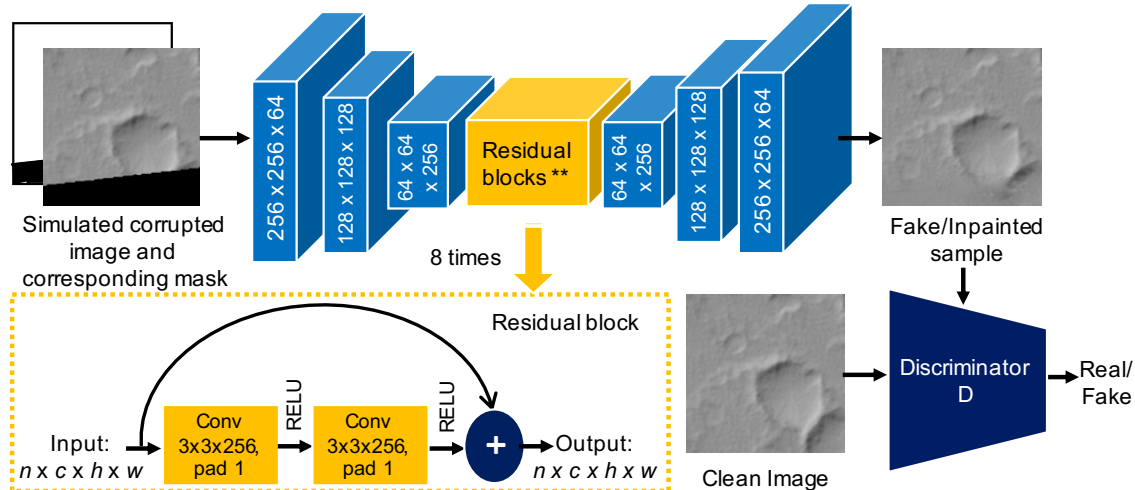 Simulated corrupted
image and
corresponding mask
256 x 256 x 64
128 x 128 x 128
64 x 64
x 256
Residual
blocks **
64 x 64
x 256
128 x 128 x 128
256 x 256 x 64
Fake/Inpainted
sample
8 times
Residual block
Input:
n x c x h x w
Conv
3x3x256,
pad 1
RELU
Conv
3x3x256,
pad 1
RELU
+
Output:
n x c x h x w
Clean Image
Discriminator
D
Real/
Fake